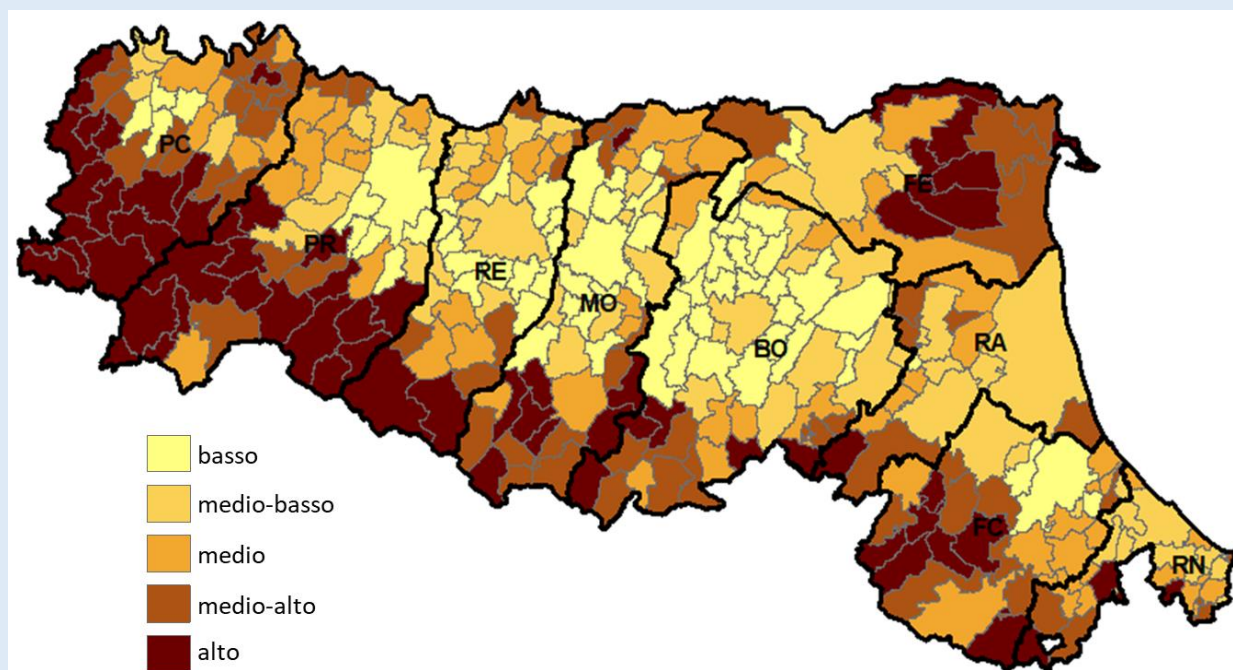 PC
PR
RE
MO
BO
FE
RA
FC
RN
basso
medio-basso
medio
medio-alto
alto